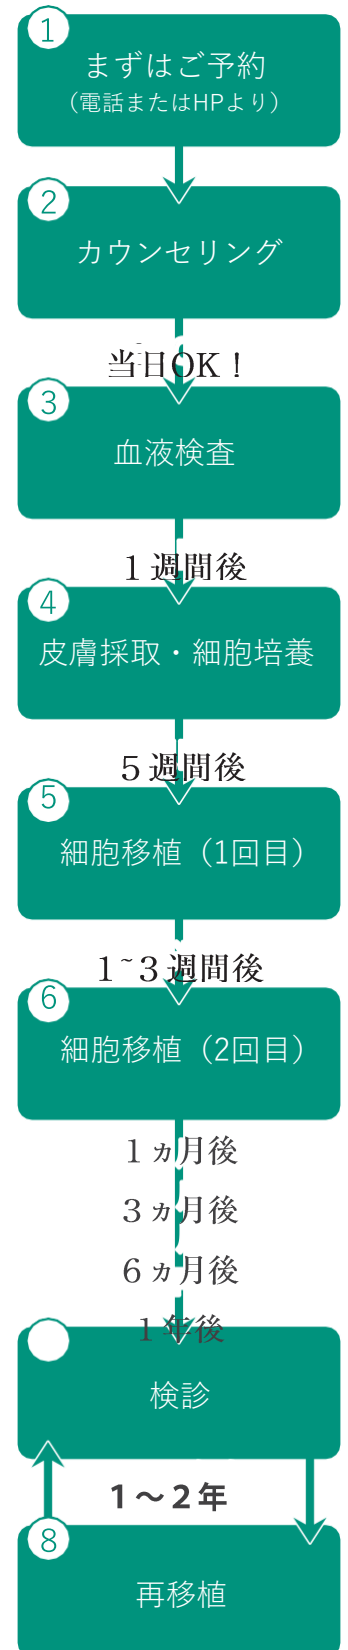 1
まずはご予約
（電話またはHPより）
2
カウンセリング
当日OK！
3
血液検査
1 週間後
4
皮膚採取・細胞培養
5 週間後
5
細胞移植（1回目）
1~3 週間後
6
細胞移植（2回目）
1 ヵ月後
3 ヵ月後
6 ヵ月後
1 年後
検診
1～2年
8
再移植